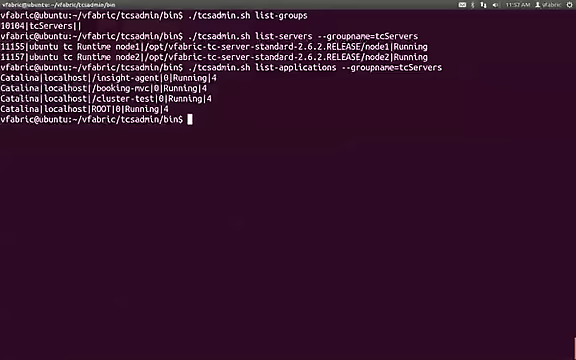 vfabric@ubuntu: ~/vfabric/tcsadmin/bin
11:57 AM vfabric
vfabric@ubuntu:~/vfabric/tcsadmin/bin$ ./tcsadmin.sh list-groups
10104|tcServers||
vfabric@ubuntu:~/vfabric/tcsadmin/bin$ ./tcsadmin.sh list-servers --groupname=tcServers
11155|ubuntu tc Runtime node1|/opt/vfabric-tc-server-standard-2.6.2.RELEASE/node1|Running
11157|ubuntu tc Runtime node2|/opt/vfabric-tc-server-standard-2.6.2.RELEASE/node2|Running
vfabric@ubuntu:~/vfabric/tcsadmin/bin$ ./tcsadmin.sh list-applications --groupname=tcServers
Catalina|localhost|/insight-agent|0|Running|4
Catalina|localhost|/booking-mvc|0|Running|4
Catalina|localhost|/cluster-test|0|Running|4
Catalina|localhost|ROOT|0|Running|4
vfabric@ubuntu:~/vfabric/tcsadmin/bin$